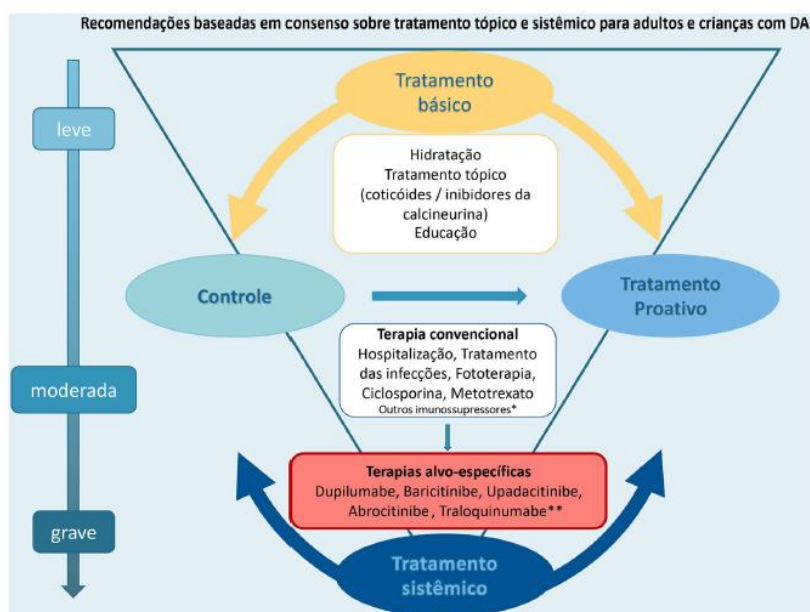 Recomendações baseadas em consenso sobre tratamento tópico e sistêmico para adultos e crianças com DA
Tratamento
básico
leve
Hidratação
Tratamento tópico
(coticóides / inibidores da
calcineurina)
Educação
Controle
Tratamento
Proativo
Terapia convencional
Hospitalização, Tratamento
das infecções, Fototerapia,
Ciclosporina, Metotrexato
Outros imunossupressores*
moderada
Terapias alvo-específicas
Dupilumabe, Baricitinibe, Upadacitinibe,
Abrocitinibe, Traloquinumabe**
grave
Tratamento
sistêmico